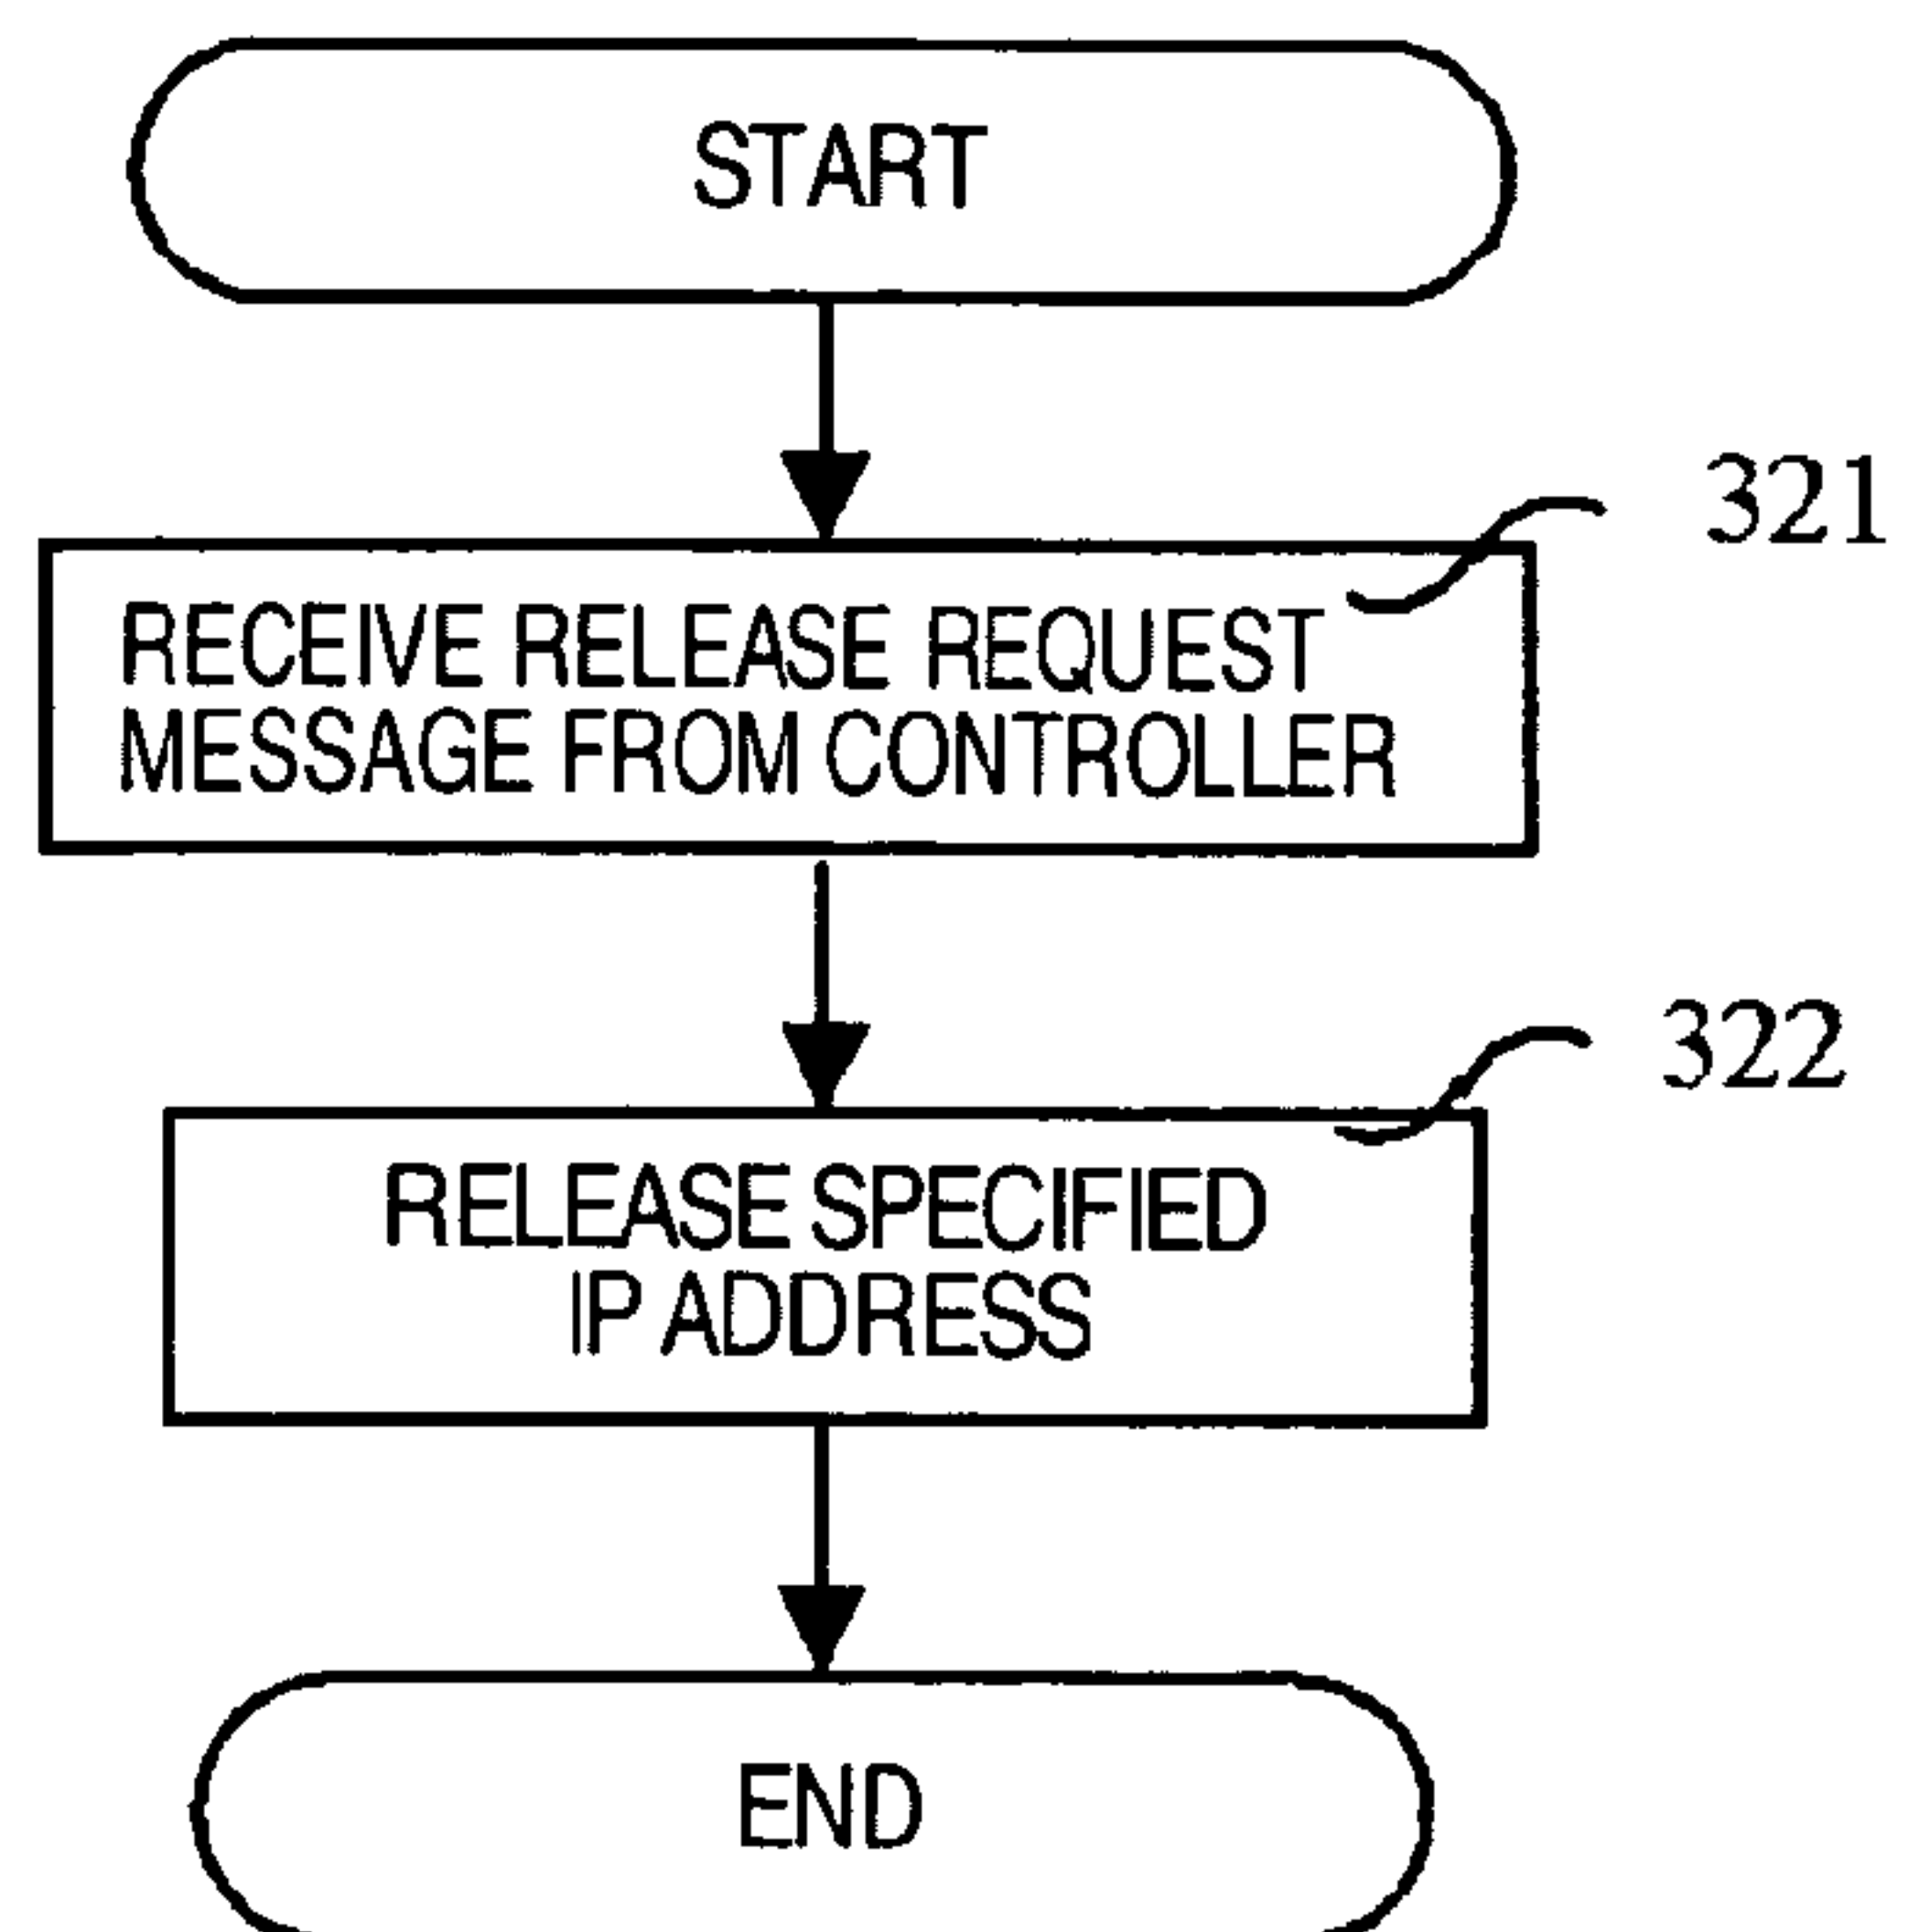 START
321
RECEIVE RELEASE REQUEST
MESSAGE FROM CONTROLLER
322
RELEASE SPECIFIED
IP ADDRESS
END